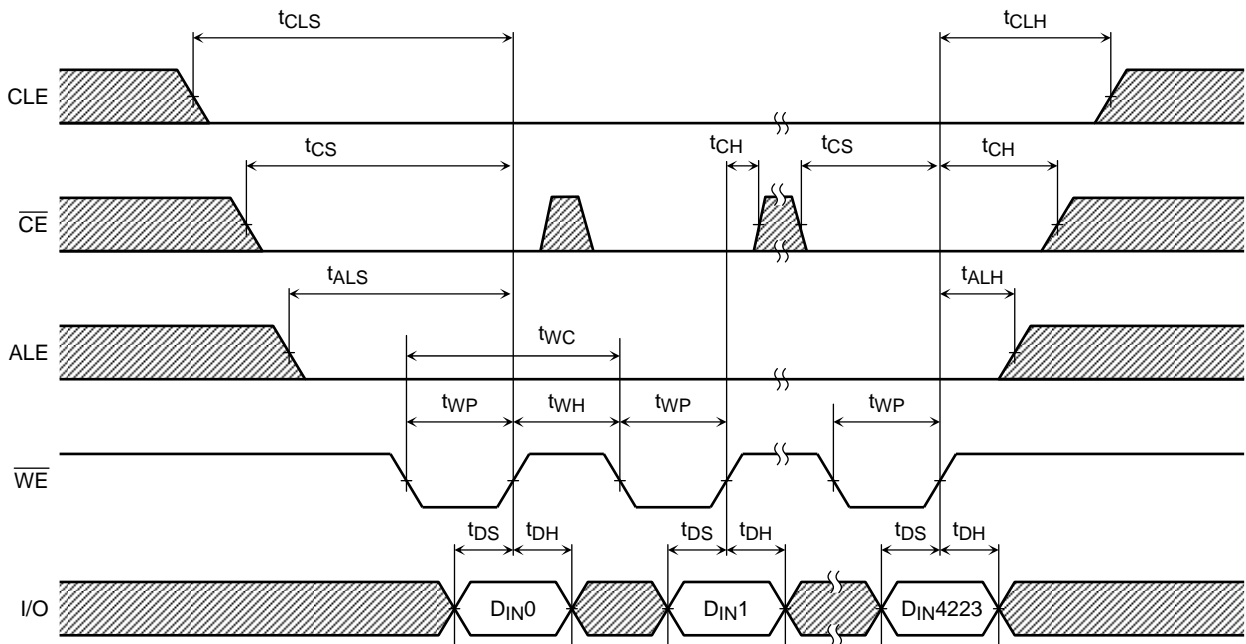 tCLS tCLH
CLE
tCS tCH tCS tCH
CE
tALS tALH
ALE
tWC
tWP tWH tWP tWP
WE
tDS tDH tDS tDH tDS tDH
I/O DIN0 DIN1 DIN4223